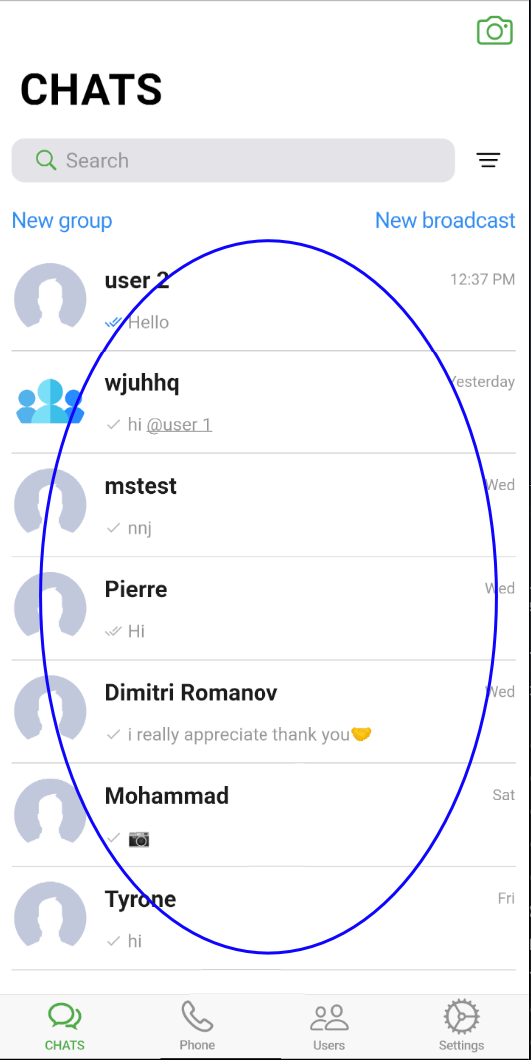 CHATS
Search
New group New broadcast
user 2 12:37 PM
Hello
wjuhhq Yesterday
hi @user 1
mstest Wed
nnj
Pierre Wed
Hi
Dimitri Romanov Wed
i really appreciate thank you🤝
Mohammad Sat
📷
Tyrone Fri
hi
CHATS Phone Users Settings